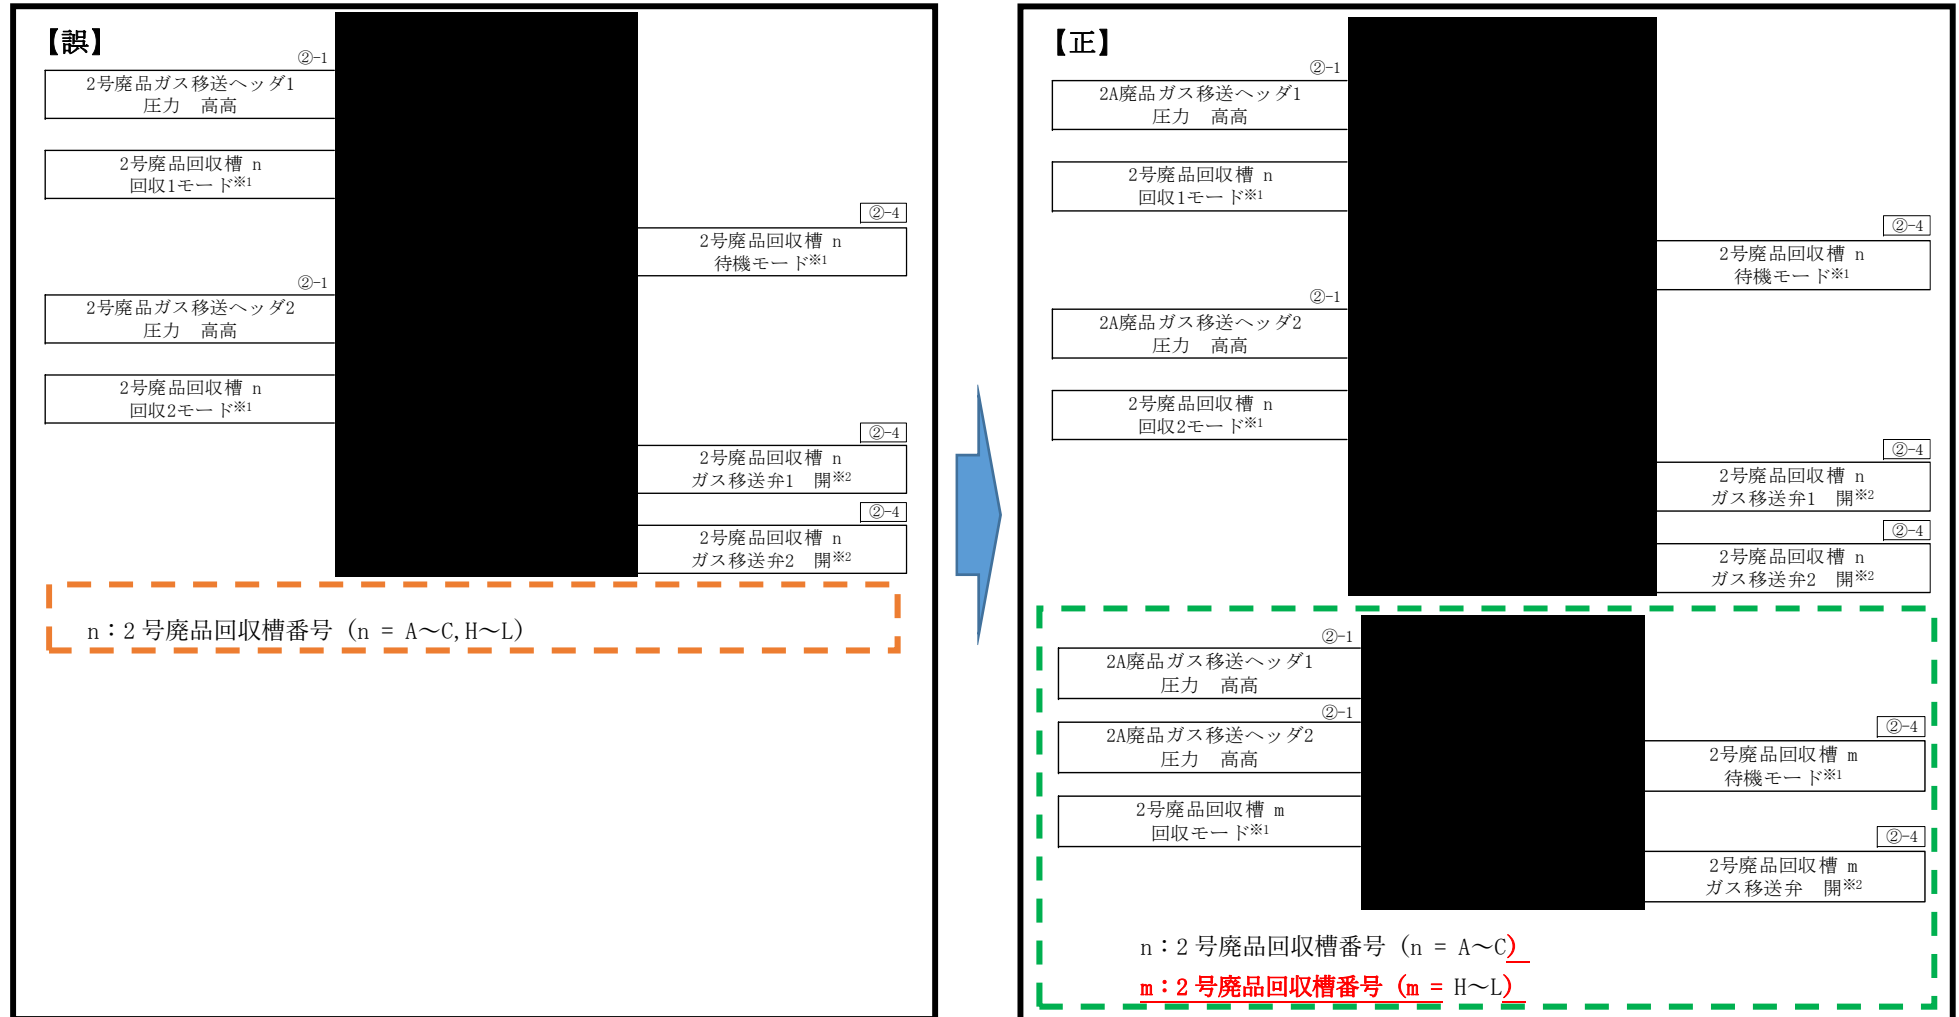 【誤】
②-1
2号廃品ガス移送ヘッダ1
圧力　高高
2号廃品回収槽 n
回収1モード※1
②-4
2号廃品回収槽 n
待機モード※1
②-1
2号廃品ガス移送ヘッダ2
圧力　高高
2号廃品回収槽 n
回収2モード※1
②-4
2号廃品回収槽 n
ガス移送弁1　開※2
②-4
2号廃品回収槽 n
ガス移送弁2　開※2
n：2号廃品回収槽番号 (n = A～C,H～L)
【正】
②-1
2A廃品ガス移送ヘッダ1
圧力　高高
2号廃品回収槽 n
回収1モード※1
②-4
2号廃品回収槽 n
待機モード※1
②-1
2A廃品ガス移送ヘッダ2
圧力　高高
2号廃品回収槽 n
回収2モード※1
②-4
2号廃品回収槽 n
ガス移送弁1　開※2
②-4
2号廃品回収槽 n
ガス移送弁2　開※2
②-1
2A廃品ガス移送ヘッダ1
圧力　高高
②-1
2A廃品ガス移送ヘッダ2
圧力　高高
②-4
2号廃品回収槽 m
待機モード※1
2号廃品回収槽 m
回収モード※1
②-4
2号廃品回収槽 m
ガス移送弁　開※2
n：2号廃品回収槽番号 (n = A～C)
m：2号廃品回収槽番号 (m = H～L)